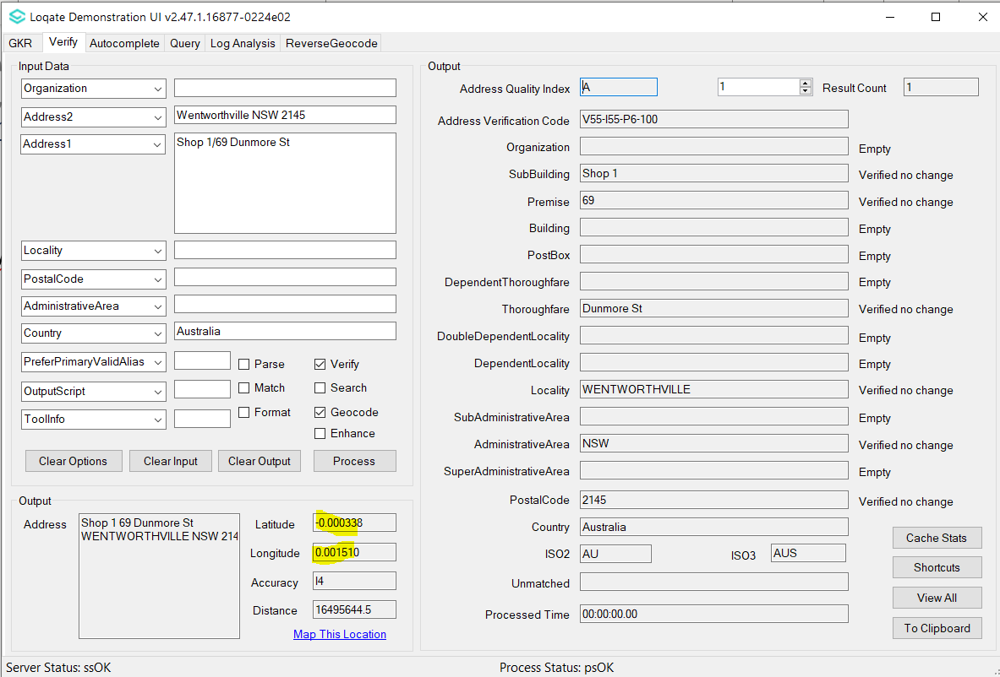 Loqate Demonstration UI v2.47.1.16877-0224e02
GKR Verify Autocomplete Query Log Analysis ReverseGeocode
Input Data
Organization
Address2 Wentworthville NSW 2145
Address1 Shop 1/69 Dunmore St
Locality
PostalCode
AdministrativeArea
Country Australia
PreferPrimaryValidAlias Parse Verify
OutputScript Match Search
ToolInfo Format Geocode
Enhance
Clear Options Clear Input Clear Output Process
Output
Address Shop 1 69 Dunmore St
WENTWORTHVILLE NSW 214
Latitude -0.000338
Longitude 0.001510
Accuracy I4
Distance 16495644.5
Map This Location
Output
Address Quality Index A 1 Result Count 1
Address Verification Code V55-I55-P6-100
Organization Empty
SubBuilding Shop 1 Verified no change
Premise 69 Verified no change
Building Empty
PostBox Empty
DependentThoroughfare Empty
Thoroughfare Dunmore St Verified no change
DoubleDependentLocality Empty
DependentLocality Empty
Locality WENTWORTHVILLE Verified no change
SubAdministrativeArea Empty
AdministrativeArea NSW Verified no change
SuperAdministrativeArea Empty
PostalCode 2145 Verified no change
Country Australia
ISO2 AU ISO3 AUS
Unmatched
Processed Time 00:00:00.00
Cache Stats
Shortcuts
View All
To Clipboard
Server Status: ssOK Process Status: psOK